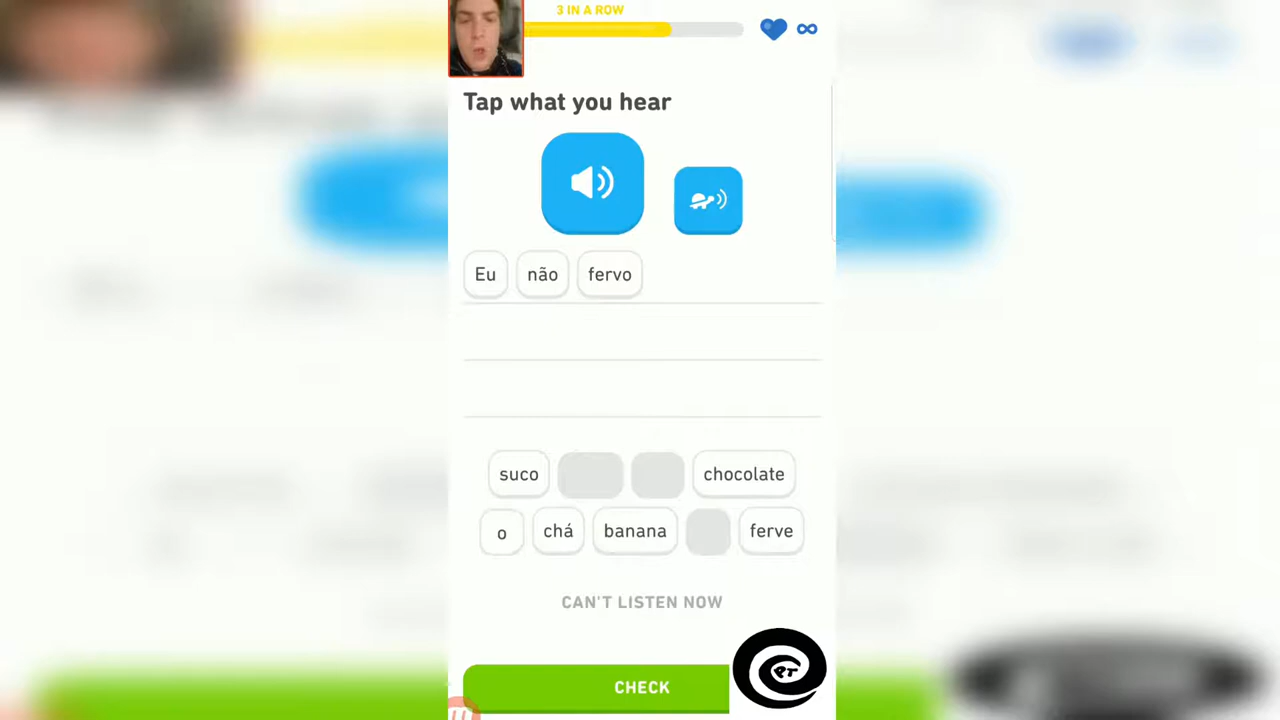 3 IN A ROW
Tap what you hear
Eu não fervo
suco chocolate
o chá banana ferve
CAN'T LISTEN NOW
CHECK
PT